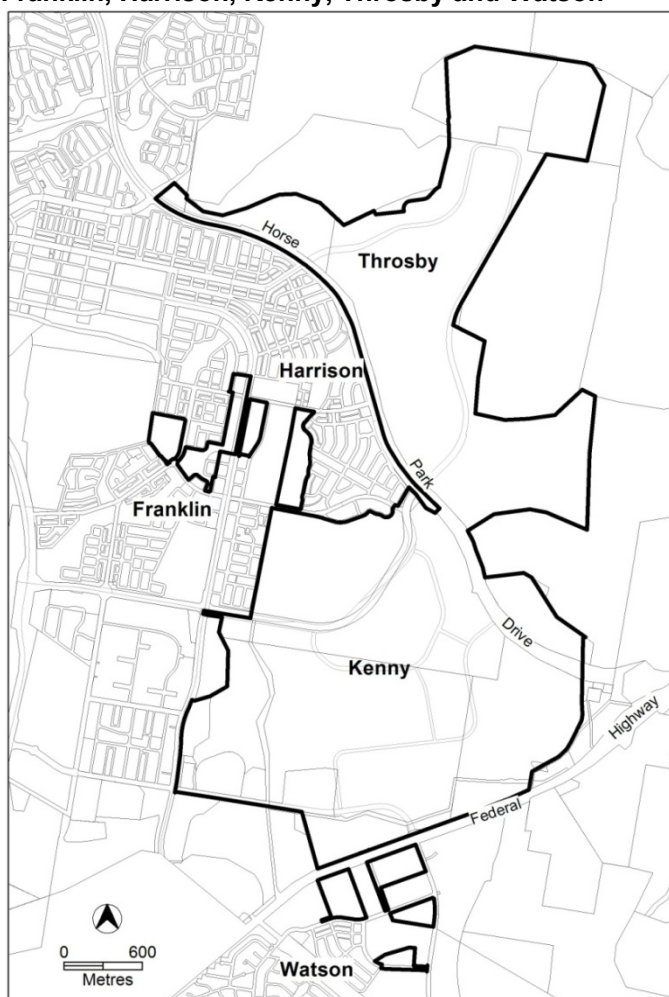 Franklin, Harrison, Kenny, Throsby and Watson
Horse
Throsby
Harrison
Park
Franklin
Drive
Kenny
Highway
Federal
0 600
Metres
Watson